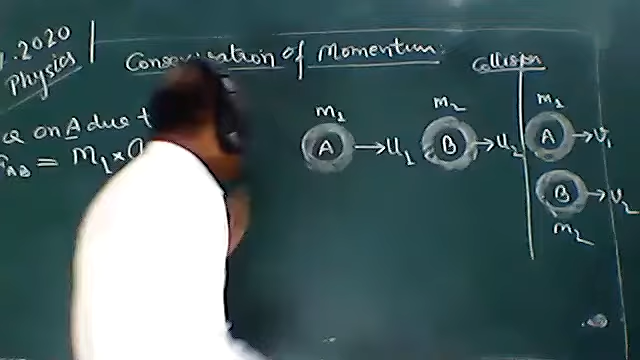 .2020
Physics
Conservation of Momentum:
Collision
on A due t
AB = m₁ × a
m₁
A
u₁
m₂
B
u₂
m₁
A
v₁
B
v₂
m₂